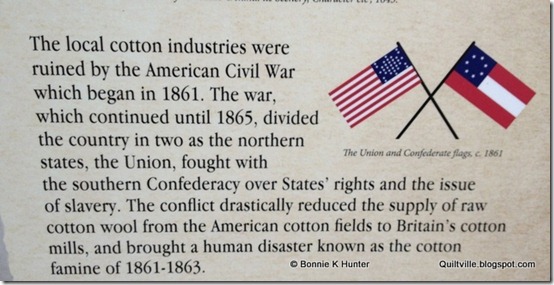 Scenery, Character etc', 1843.
The local cotton industries were
ruined by the American Civil War
which began in 1861. The war,
which continued until 1865, divided
the country in two as the northern
states, the Union, fought with
the southern Confederacy over States' rights and the issue
of slavery. The conflict drastically reduced the supply of raw
cotton wool from the American cotton fields to Britain's cotton
mills, and brought a human disaster known as the cotton
famine of 1861-1863.
The Union and Confederate flags, c. 1861
© Bonnie K Hunter
Quiltville.blogspot.com